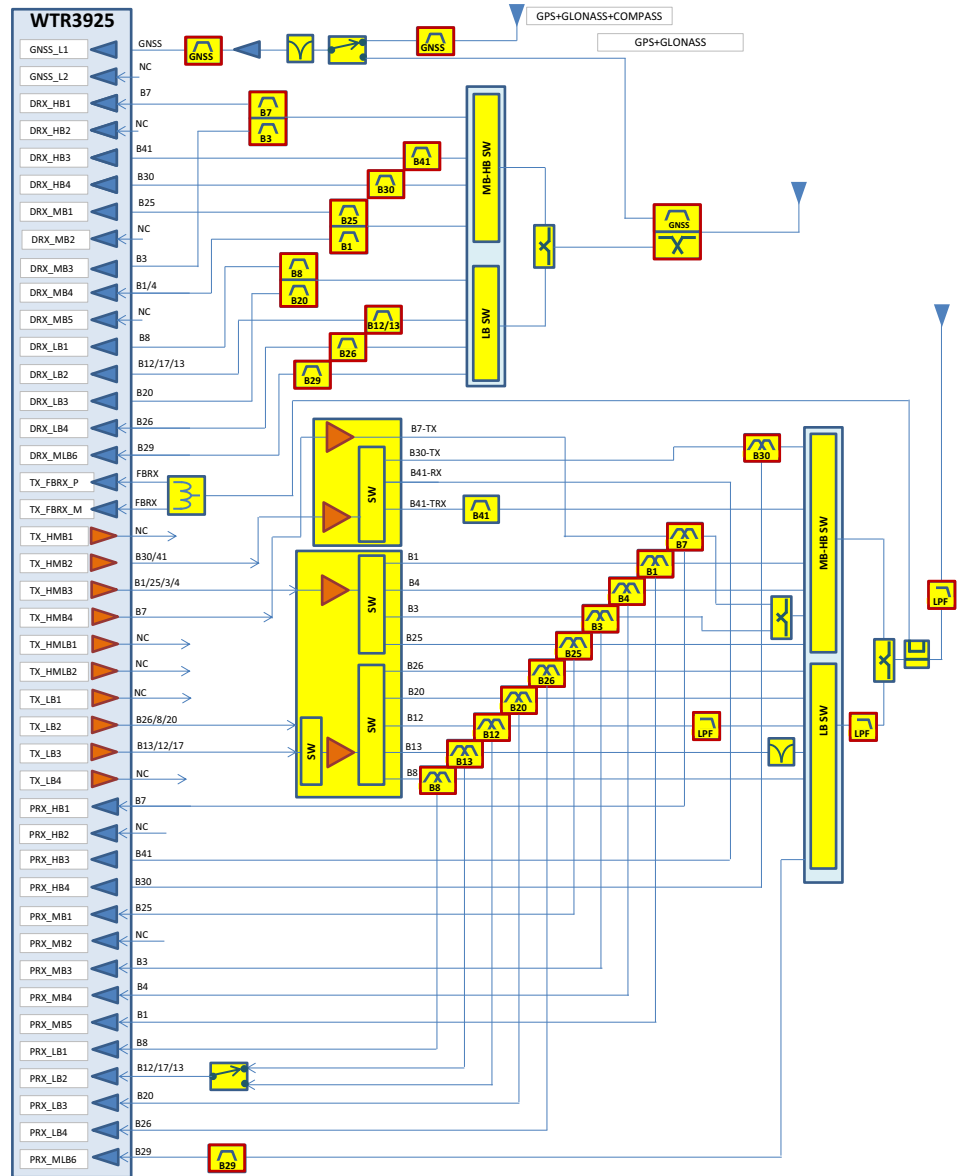 WTR3925
GPS+GLONASS+COMPASS
GPS+GLONASS
GNSS_L1
GNSS
GNSS
GNSS
GNSS_L2
NC
DRX_HB1
B7
B7
DRX_HB2
NC
B3
DRX_HB3
B41
B41
DRX_HB4
B30
B30
DRX_MB1
B25
B25
DRX_MB2
NC
B1
DRX_MB3
B3
B8
DRX_MB4
B1/4
B20
DRX_MB5
NC
B12/13
DRX_LB1
B8
B26
DRX_LB2
B12/17/13
B29
DRX_LB3
B20
DRX_LB4
B26
DRX_MLB6
B29
MB-HB SW
LB SW
GNSS
TX_FBRX_P
FBRX
TX_FBRX_M
FBRX
TX_HMB1
NC
TX_HMB2
B30/41
TX_HMB3
B1/25/3/4
TX_HMB4
B7
TX_HMLB1
NC
TX_HMLB2
NC
TX_LB1
NC
TX_LB2
B26/8/20
TX_LB3
B13/12/17
TX_LB4
NC
SW
SW
SW
SW
B7-TX
B30-TX
B41-RX
B41-TRX
B1
B4
B3
B25
B26
B20
B12
B13
B8
B30
B41
B7
B1
B4
B3
B25
B26
B20
B12
B13
B8
LPF
MB-HB SW
LB SW
LPF
LPF
PRX_HB1
B7
PRX_HB2
NC
PRX_HB3
B41
PRX_HB4
B30
PRX_MB1
B25
PRX_MB2
NC
PRX_MB3
B3
PRX_MB4
B4
PRX_MB5
B1
PRX_LB1
B8
PRX_LB2
B12/17/13
PRX_LB3
B20
PRX_LB4
B26
PRX_MLB6
B29
B29